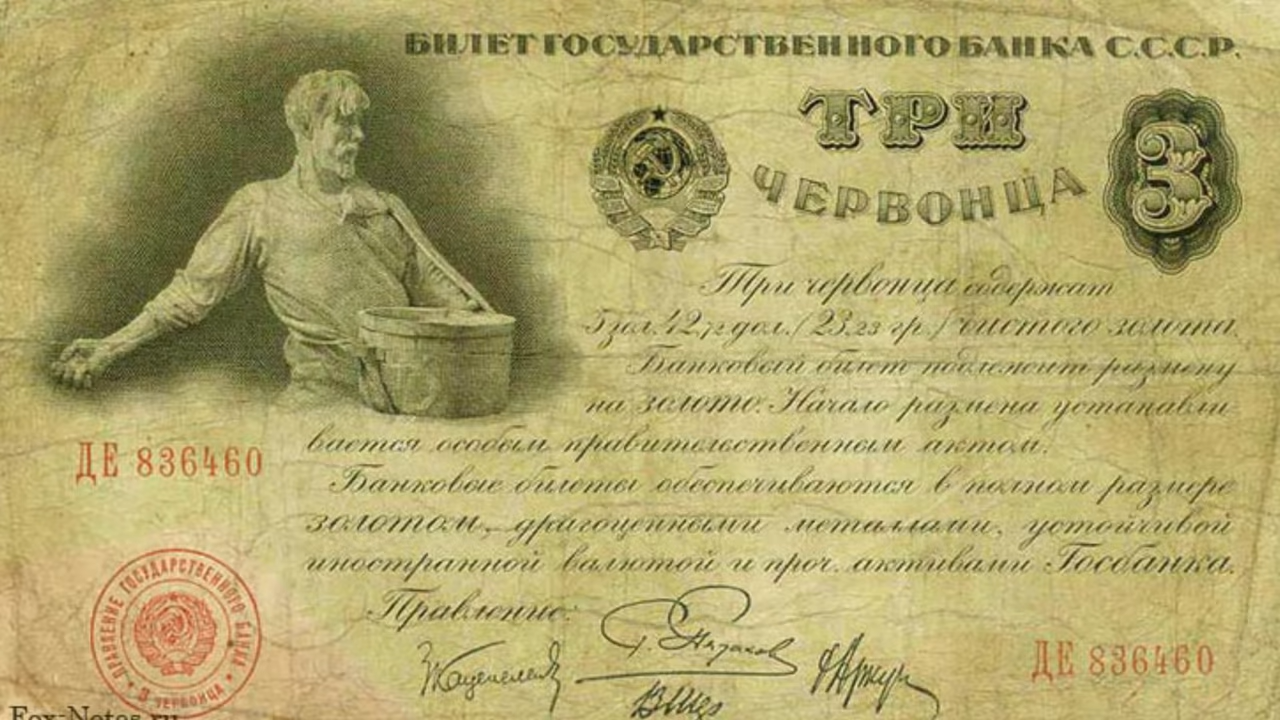 БИЛЕТ ГОСУДАРСТВЕННОГО БАНКА С.С.С.Р.
ТРИ
ЧЕРВОНЦА
3
Три червонца содержат
5 зол. 42,72 дол. (23,23 гр.) чистого золота.
Банковый билет подлежит размену
на золото. Начало размена устанавли-
вается особым правительственным актом.
Банковые билеты обеспечиваются в полном размере
золотом, драгоценными металлами, устойчивой
иностранной валютой и проч. активами Госбанка.
Правление:
ДЕ 836460
ПРАВЛЕНИЕ ГОСУДАРСТВЕННОГО БАНКА
3 ЧЕРВОНЦА
ДЕ 836460
Fox-Notes.ru